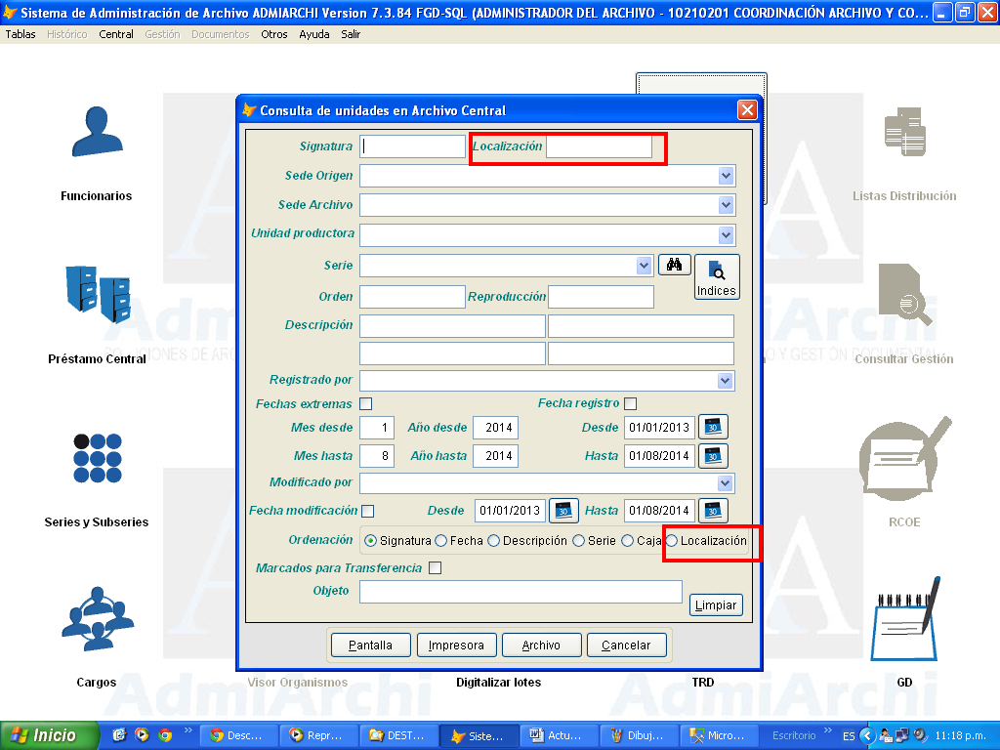 Sistema de Administración de Archivo ADMIARCHI Version 7.3.84 FGD-SQL (ADMINISTRADOR DEL ARCHIVO - 10210201 COORDINACIÓN ARCHIVO Y CO...
Tablas Histórico Central Gestión Documentos Otros Ayuda Salir
Consulta de unidades en Archivo Central
Signatura Localización
Sede Origen
Sede Archivo
Unidad productora
Serie
Indices
Orden Reproducción
Descripción
Registrado por
Fechas extremas Fecha registro
Mes desde 1 Año desde 2014 Desde 01/01/2013 30
Mes hasta 8 Año hasta 2014 Hasta 01/08/2014 30
Modificado por
Fecha modificación Desde 01/01/2013 30 Hasta 01/08/2014 30
Ordenación Signatura Fecha Descripción Serie Caja Localización
Marcados para Transferencia
Objeto
Limpiar
Pantalla Impresora Archivo Cancelar
Funcionarios
Préstamo Central
Series y Subseries
Cargos
Visor Organismos
Digitalizar lotes
TRD
Listas Distribución
Consultar Gestión
RCOE
GD
AdmiArchi
AdmiArchi
Inicio
Desc... Repr... DEST... Siste... Actu... Dibuj... Micro... Escritorio ES 11:18 p.m.